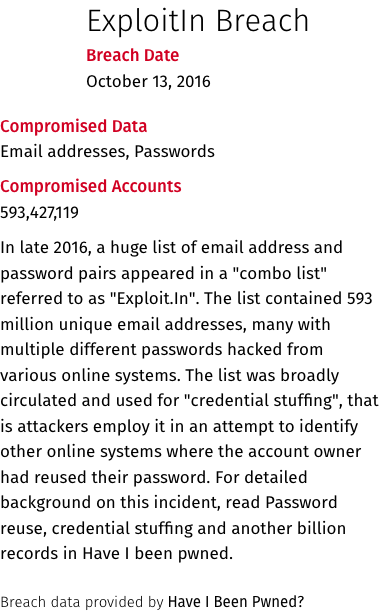 ExploitIn Breach
Breach Date
October 13, 2016
Compromised Data
Email addresses, Passwords
Compromised Accounts
593,427,119
In late 2016, a huge list of email address and
password pairs appeared in a "combo list"
referred to as "Exploit.In". The list contained 593
million unique email addresses, many with
multiple different passwords hacked from
various online systems. The list was broadly
circulated and used for "credential stuffing", that
is attackers employ it in an attempt to identify
other online systems where the account owner
had reused their password. For detailed
background on this incident, read Password
reuse, credential stuffing and another billion
records in Have I been pwned.
Breach data provided by Have I Been Pwned?